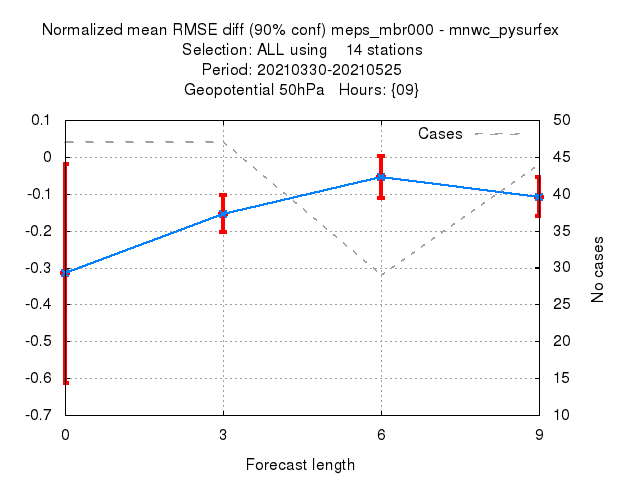 Normalized mean RMSE diff (90% conf) meps_mbr000 - mnwc_pysurfex
Selection: ALL using    14 stations
Period: 20210330-20210525
Geopotential 50hPa   Hours: {09}
Cases
0.1
0
-0.1
-0.2
-0.3
-0.4
-0.5
-0.6
-0.7
50
45
40
35
30
25
20
15
10
No cases
0 3 6 9
Forecast length